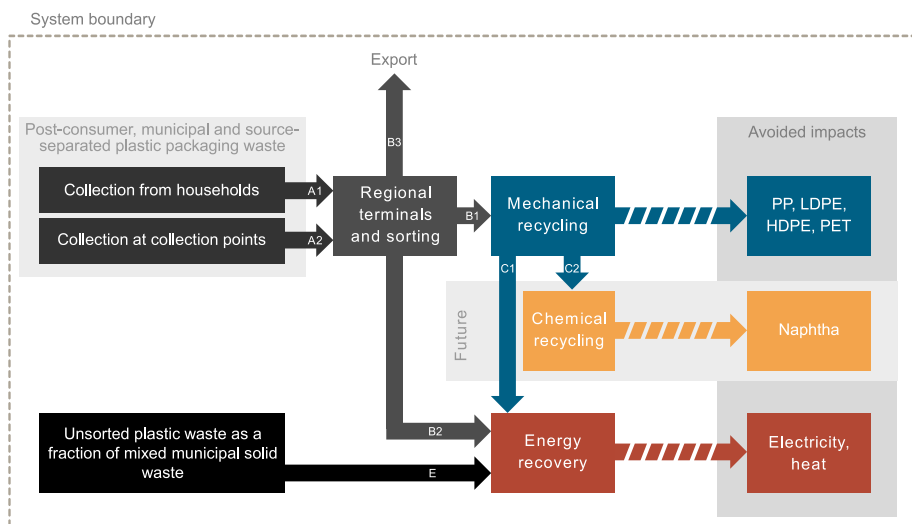 System boundary
Export
Post-consumer, municipal and source-
separated plastic packaging waste
Avoided impacts
B3
Collection from households
A1
Regional
terminals
and sorting
B1
Mechanical
recycling
PP, LDPE,
HDPE, PET
Collection at collection points
A2
C1
C2
Future
Chemical
recycling
Naphtha
Unsorted plastic waste as a
fraction of mixed municipal solid
waste
B2
E
Energy
recovery
Electricity,
heat